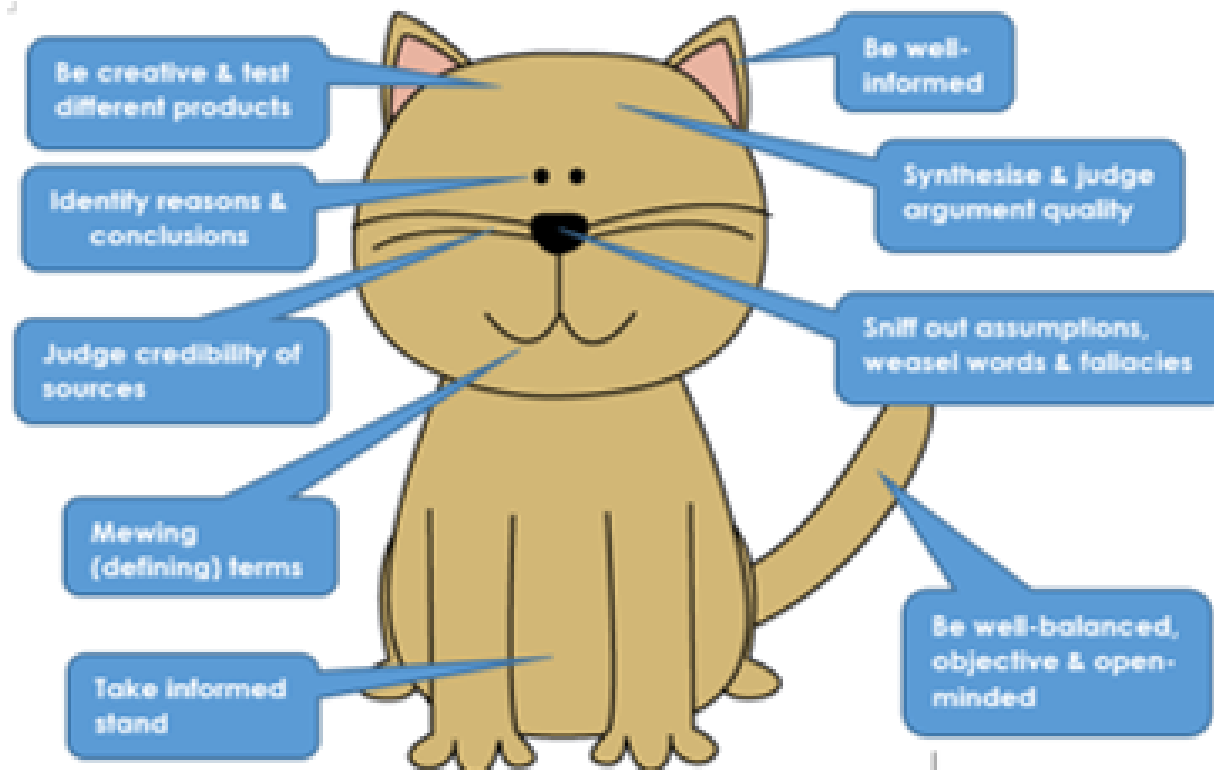 Be creative & test
different products
Be well-
informed
Identify reasons &
conclusions
Synthesise & judge
argument quality
Judge credibility of
sources
Sniff out assumptions,
weasel words & fallacies
Mewing
(defining) terms
Be well-balanced,
objective & open-
minded
Take informed
stand